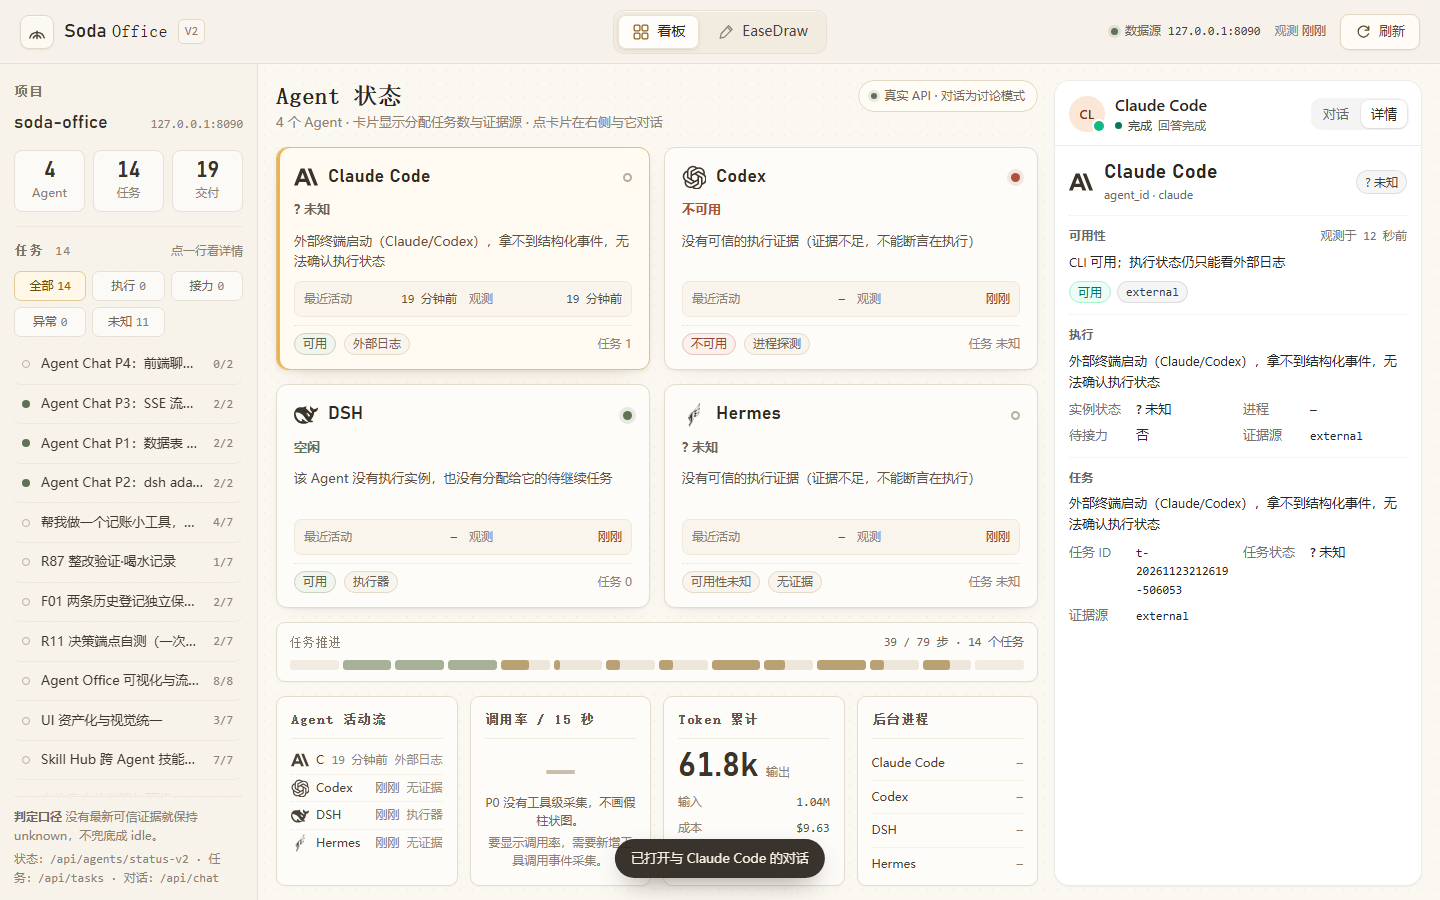 Soda Office V2
看板
EaseDraw
数据源 127.0.0.1:8090 观测 刚刚
刷新
项目
soda-office 127.0.0.1:8090
4 Agent
14 任务
19 交付
任务 14 点一行看详情
全部 14
执行 0
接力 0
异常 0
未知 11
Agent Chat P4：前端聊... 0/2
Agent Chat P3：SSE 流... 2/2
Agent Chat P1：数据表 ... 2/2
Agent Chat P2：dsh ada... 2/2
帮我做一个记账小工具，... 4/7
R87 整改验证·喝水记录 1/7
F01 两条历史登记独立保... 2/7
R11 决策端点自测（一次... 2/7
Agent Office 可视化与流... 8/8
UI 资产化与视觉统一 3/7
Skill Hub 跨 Agent 技能... 7/7
判定口径 没有最新可信证据就保持
unknown，不兜底成 idle。
状态: /api/agents/status-v2 · 任
务: /api/tasks · 对话: /api/chat
Agent 状态
4 个 Agent · 卡片显示分配任务数与证据源 · 点卡片在右侧与它对话
真实 API · 对话为讨论模式
Claude Code
? 未知
外部终端启动（Claude/Codex），拿不到结构化事件，无
法确认执行状态
最近活动 19 分钟前 观测 19 分钟前
可用 外部日志 任务 1
Codex
不可用
没有可信的执行证据（证据不足，不能断言在执行）
最近活动 — 观测 刚刚
不可用 进程探测 任务 未知
DSH
空闲
该 Agent 没有执行实例，也没有分配给它的待继续任务
最近活动 — 观测 刚刚
可用 执行器 任务 0
Hermes
? 未知
没有可信的执行证据（证据不足，不能断言在执行）
最近活动 — 观测 刚刚
可用性未知 无证据 任务 未知
任务推进 39 / 79 步 · 14 个任务
Agent 活动流
C 19 分钟前 外部日志
Codex 刚刚 无证据
DSH 刚刚 执行器
Hermes 刚刚 无证据
调用率 / 15 秒
—
P0 没有工具级采集，不画假
柱状图。
要显示调用率，需要新增工
具调用事件采集。
Token 累计
61.8k 输出
输入 1.04M
成本 $9.63
后台进程
Claude Code —
Codex —
DSH —
Hermes —
已打开与 Claude Code 的对话
CL
Claude Code
完成 回答完成
对话
详情
Claude Code
agent_id · claude
? 未知
可用性 观测于 12 秒前
CLI 可用；执行状态仍只能看外部日志
可用 external
执行
外部终端启动（Claude/Codex），拿不到结构化事件，无
法确认执行状态
实例状态 ? 未知 进程 —
待接力 否 证据源 external
任务
外部终端启动（Claude/Codex），拿不到结构化事件，无
法确认执行状态
任务 ID t- 任务状态 ? 未知
20261123212619
-506053
证据源 external